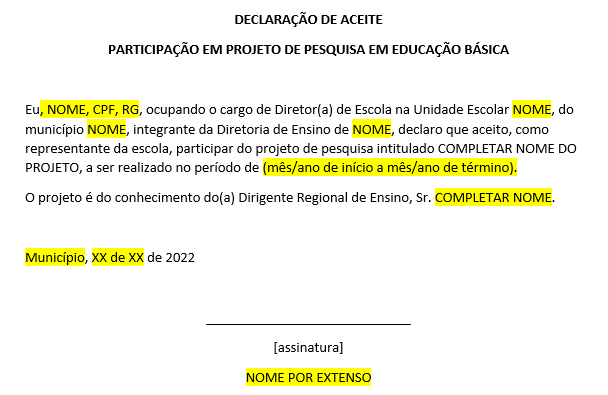 DECLARAÇÃO DE ACEITE
PARTICIPAÇÃO EM PROJETO DE PESQUISA EM EDUCAÇÃO BÁSICA
Eu, NOME, CPF, RG, ocupando o cargo de Diretor(a) de Escola na Unidade Escolar NOME, do
município NOME, integrante da Diretoria de Ensino de NOME, declaro que aceito, como
representante da escola, participar do projeto de pesquisa intitulado COMPLETAR NOME DO
PROJETO, a ser realizado no período de (mês/ano de início a mês/ano de término).
O projeto é do conhecimento do(a) Dirigente Regional de Ensino, Sr. COMPLETAR NOME.
Município, XX de XX de 2022
[assinatura]
NOME POR EXTENSO